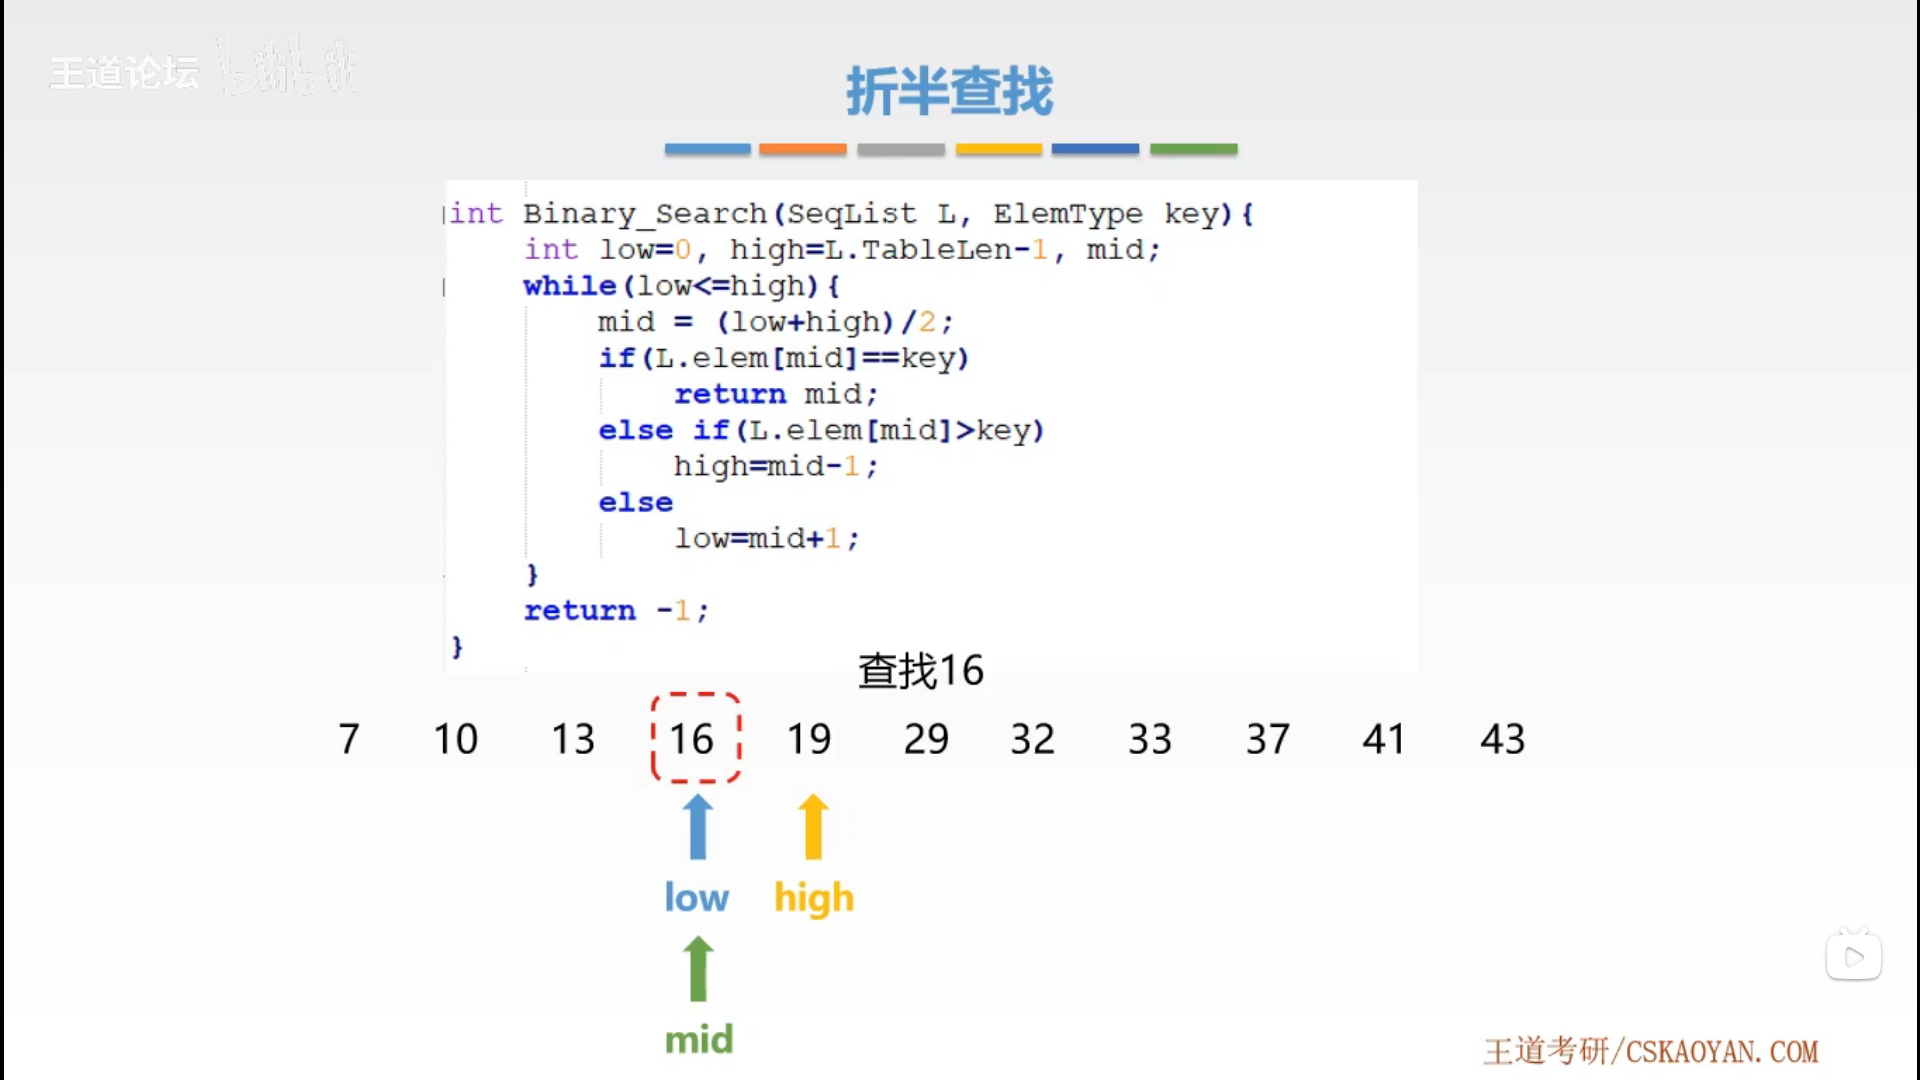 王道论坛 bilibili
折半查找
int Binary_Search(SeqList L, ElemType key){
int low=0, high=L.TableLen-1, mid;
while(low<=high){
mid = (low+high)/2;
if(L.elem[mid]==key)
return mid;
else if(L.elem[mid]>key)
high=mid-1;
else
low=mid+1;
}
return -1;
}
查找16
7 10 13 16 19 29 32 33 37 41 43
low high
mid
王道考研/CSKAOYAN.COM